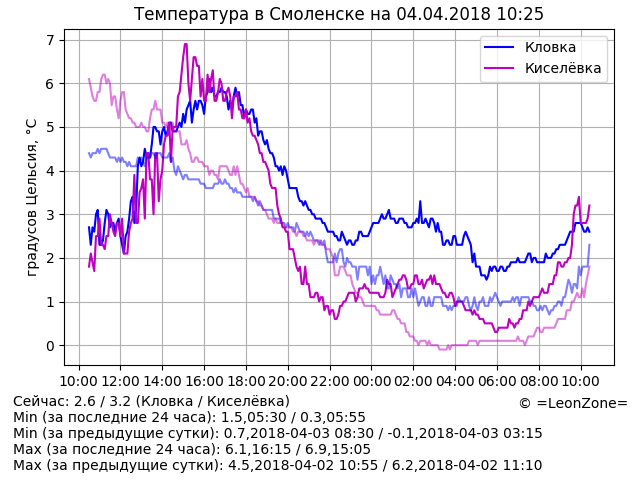 Температура в Смоленске на 04.04.2018 10:25
Кловка
Киселёвка
градусов Цельсия, °C
7
6
5
4
3
2
1
0
10:00 12:00 14:00 16:00 18:00 20:00 22:00 00:00 02:00 04:00 06:00 08:00 10:00
Сейчас: 2.6 / 3.2 (Кловка / Киселёвка)
© =LeonZone=
Min (за последние 24 часа): 1.5,05:30 / 0.3,05:55
Min (за предыдущие сутки): 0.7,2018-04-03 08:30 / -0.1,2018-04-03 03:15
Max (за последние 24 часа): 6.1,16:15 / 6.9,15:05
Max (за предыдущие сутки): 4.5,2018-04-02 10:55 / 6.2,2018-04-02 11:10